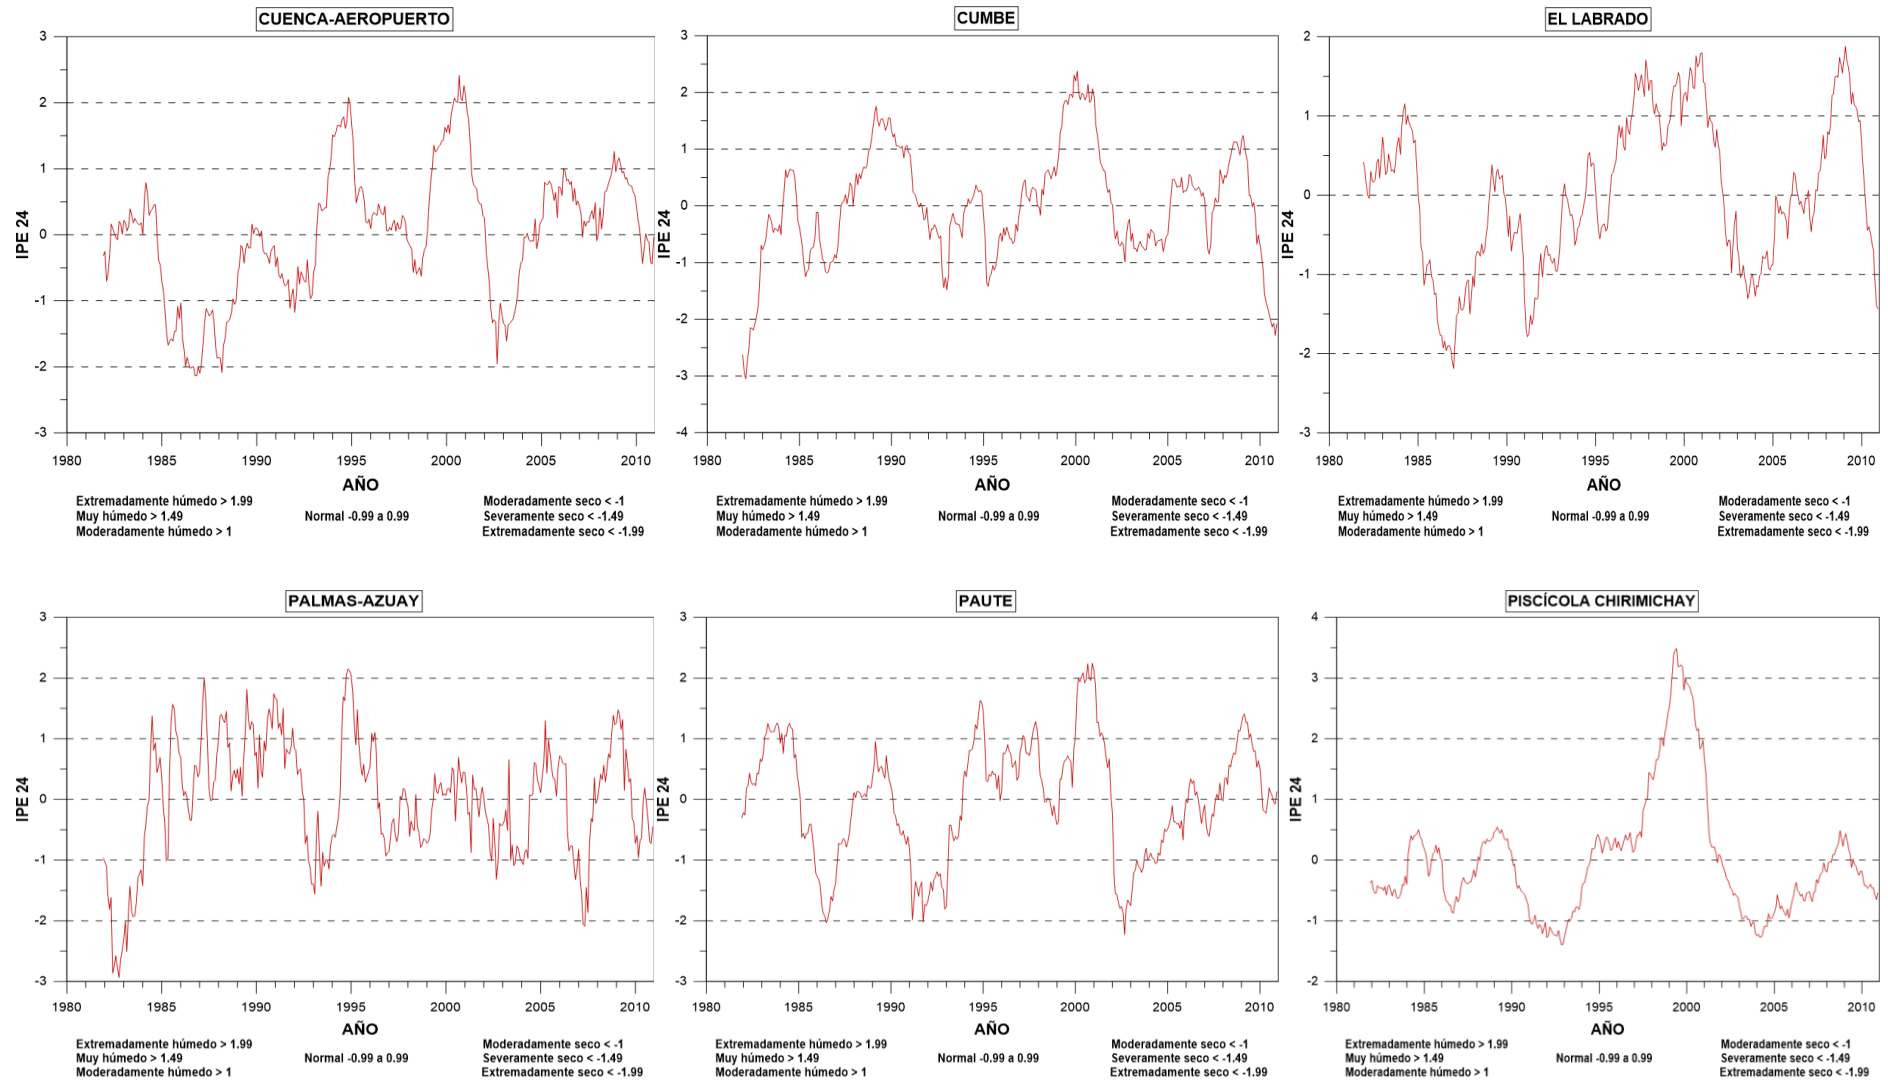 CUENCA-AEROPUERTO
3
2
1
0
-1
-2
-3
IPE 24
1980 1985 1990 1995 2000 2005 2010
AÑO
Extremadamente húmedo > 1.99 Moderadamente seco < -1
Muy húmedo > 1.49 Normal -0.99 a 0.99 Severamente seco < -1.49
Moderadamente húmedo > 1 Extremadamente seco < -1.99
CUMBE
3
2
1
0
-1
-2
-3
-4
IPE 24
1980 1985 1990 1995 2000 2005 2010
AÑO
Extremadamente húmedo > 1.99 Moderadamente seco < -1
Muy húmedo > 1.49 Normal -0.99 a 0.99 Severamente seco < -1.49
Moderadamente húmedo > 1 Extremadamente seco < -1.99
EL LABRADO
2
1
0
-1
-2
-3
IPE 24
1980 1985 1990 1995 2000 2005 2010
AÑO
Extremadamente húmedo > 1.99 Moderadamente seco < -1
Muy húmedo > 1.49 Normal -0.99 a 0.99 Severamente seco < -1.49
Moderadamente húmedo > 1 Extremadamente seco < -1.99
PALMAS-AZUAY
3
2
1
0
-1
-2
-3
IPE 24
1980 1985 1990 1995 2000 2005 2010
AÑO
Extremadamente húmedo > 1.99 Moderadamente seco < -1
Muy húmedo > 1.49 Normal -0.99 a 0.99 Severamente seco < -1.49
Moderadamente húmedo > 1 Extremadamente seco < -1.99
PAUTE
3
2
1
0
-1
-2
-3
IPE 24
1980 1985 1990 1995 2000 2005 2010
AÑO
Extremadamente húmedo > 1.99 Moderadamente seco < -1
Muy húmedo > 1.49 Normal -0.99 a 0.99 Severamente seco < -1.49
Moderadamente húmedo > 1 Extremadamente seco < -1.99
PISCÍCOLA CHIRIMICHAY
4
3
2
1
0
-1
-2
IPE 24
1980 1985 1990 1995 2000 2005 2010
AÑO
Extremadamente húmedo > 1.99 Moderadamente seco < -1
Muy húmedo > 1.49 Normal -0.99 a 0.99 Severamente seco < -1.49
Moderadamente húmedo > 1 Extremadamente seco < -1.99